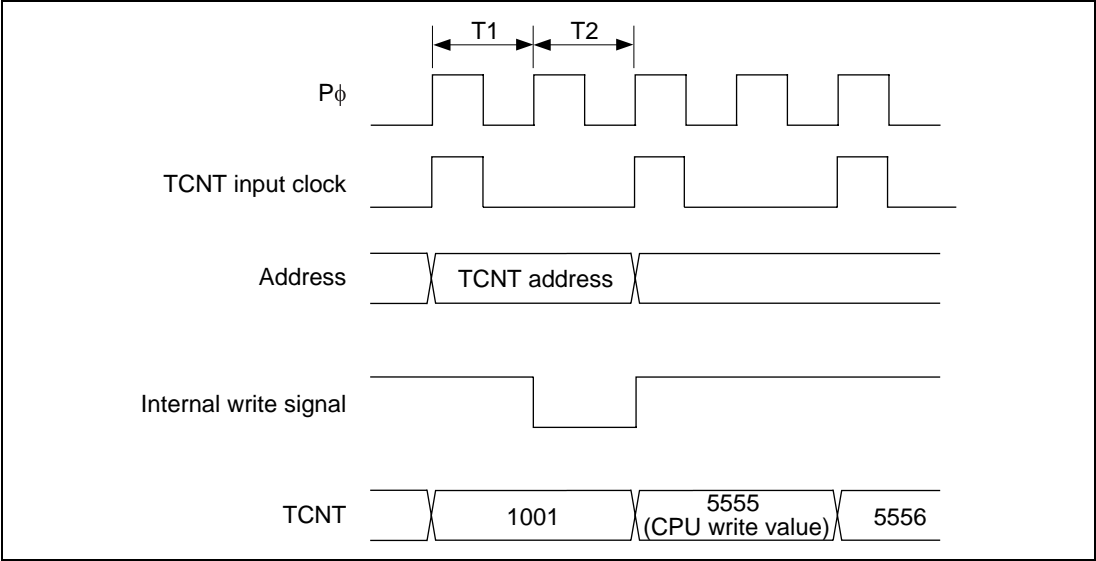 T1 T2
Pϕ
TCNT input clock
Address
TCNT address
Internal write signal
TCNT
1001
5555
(CPU write value)
5556